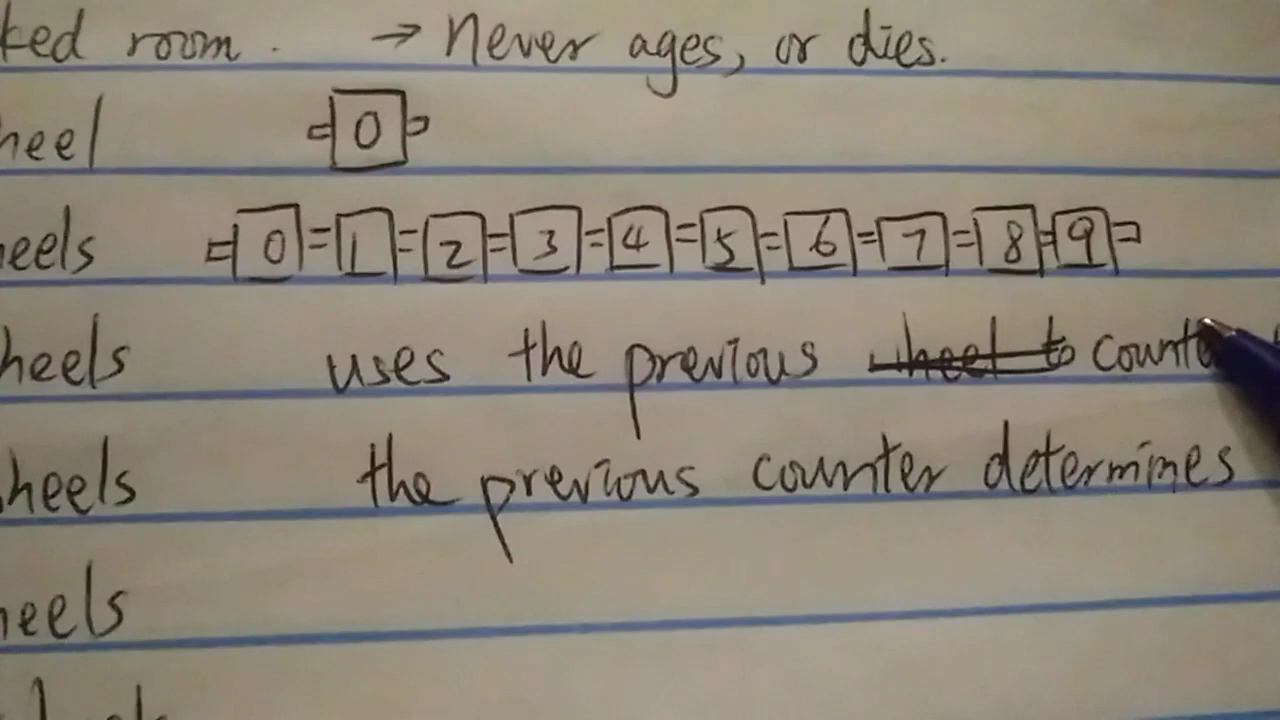 ked room. → Never ages, or dies.
heel 0
eels 0 = 1 = 2 = 3 = 4 = 5 = 6 = 7 = 8 = 9 =
heels uses the previous wheel to counte
heels the previous counter determines
heels